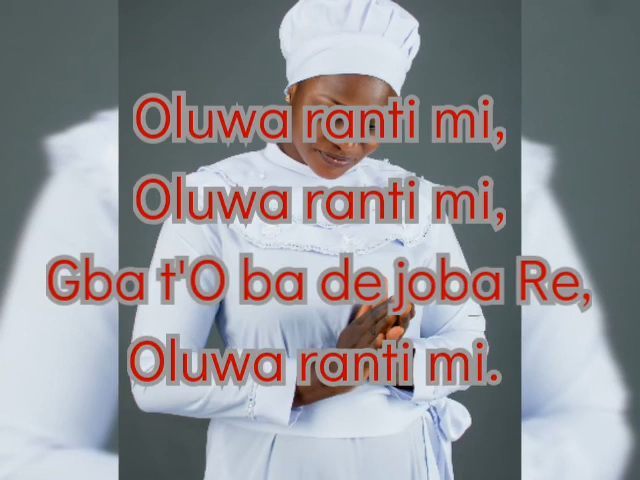 Oluwa ranti mi,
Oluwa ranti mi,
Gba t'O ba de joba Re,
Oluwa ranti mi.